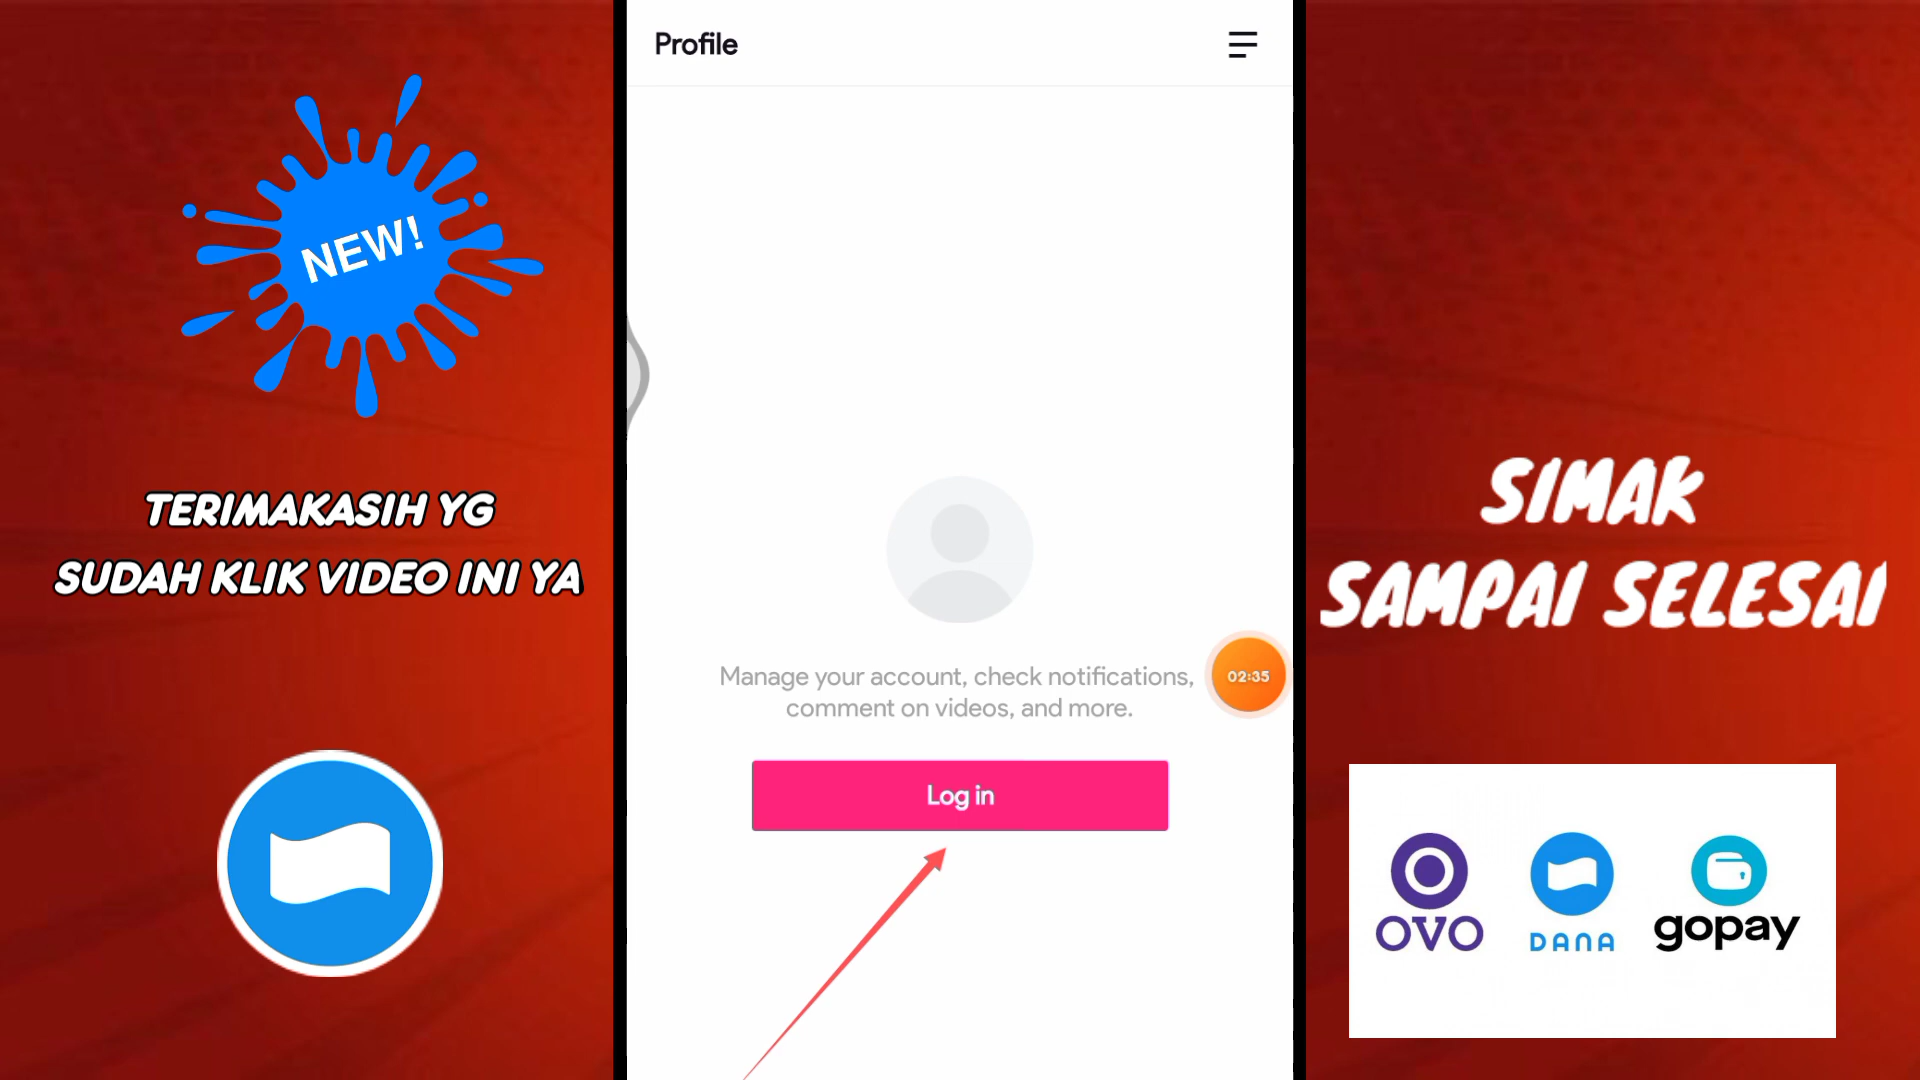 NEW!
TERIMAKASIH YG
SUDAH KLIK VIDEO INI YA
Profile
Manage your account, check notifications,
comment on videos, and more.
02:35
Log in
SIMAK
SAMPAI SELESAI
OVO
DANA
gopay